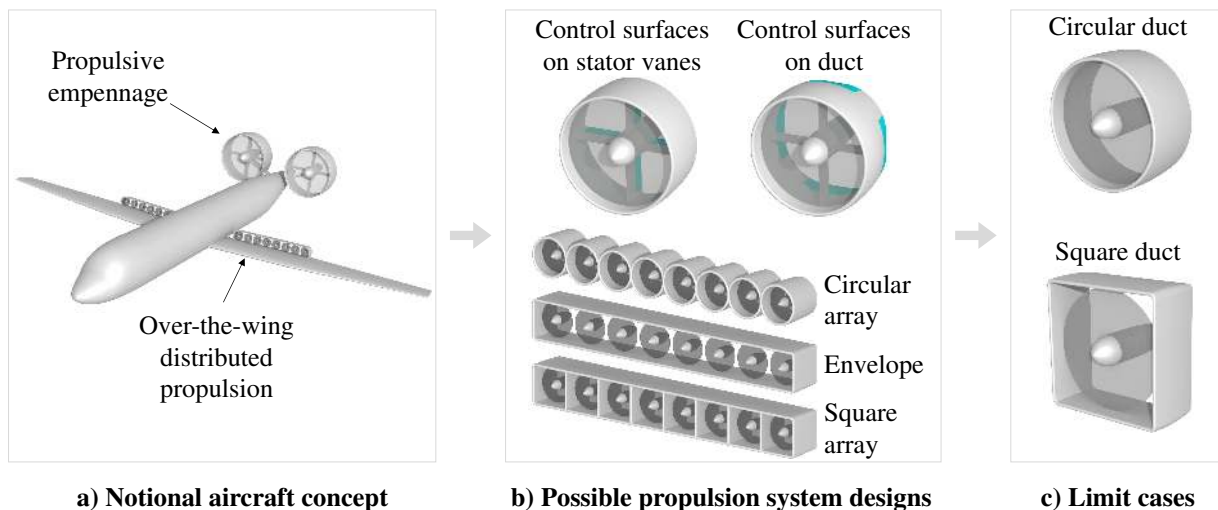 Propulsive
empennage
Over-the-wing
distributed
propulsion
a) Notional aircraft concept
Control surfaces
on stator vanes
Control surfaces
on duct
Circular
array
Envelope
Square
array
b) Possible propulsion system designs
Circular duct
Square duct
c) Limit cases